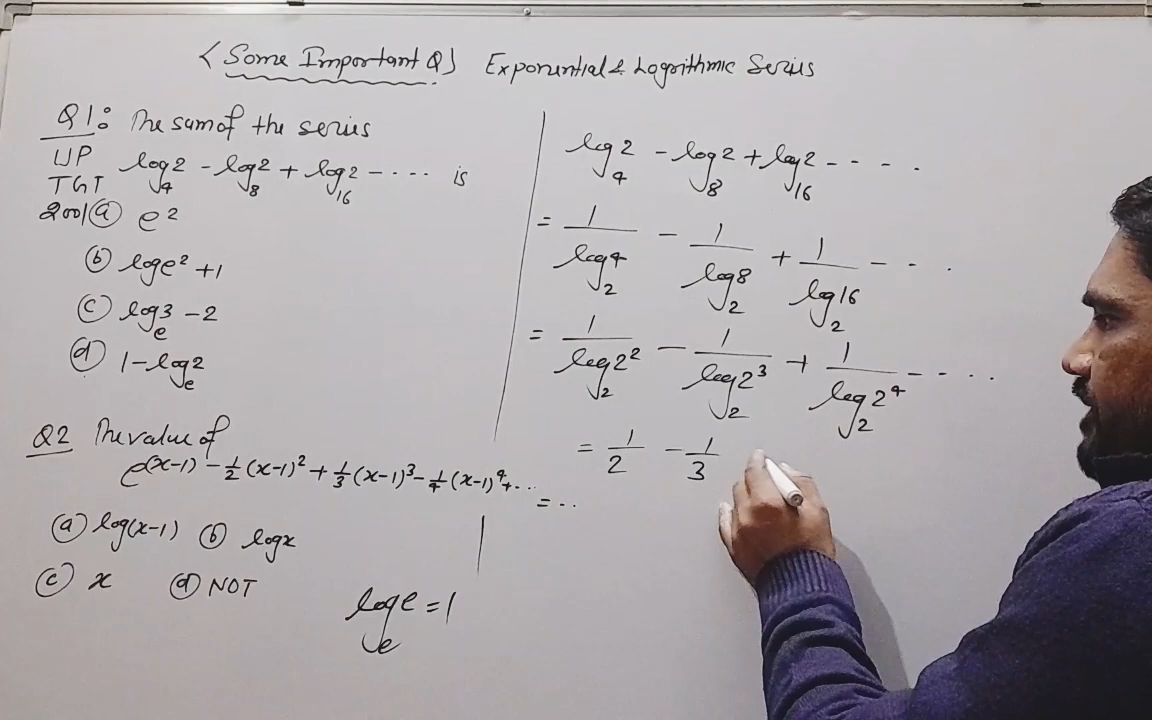 (Some Important Q) Exponential & Logarithmic Series
Q1: The sum of the series
UP TGT 2001 log₄2 - log₈2 + log₁₆2 - ···· is
(a) e²
(b) loge² + 1
(c) logₑ3 - 2
(d) 1 - logₑ2
Q2 The value of
e^(x-1) - 1/2 (x-1)² + 1/3 (x-1)³ - 1/4 (x-1)⁴ + ··· = ··
(a) log(x-1) (b) logx
(c) x (d) NOT
logₑe = 1
log₄2 - log₈2 + log₁₆2 - - - ·
= 1/log₂4 - 1/log₂8 + 1/log₂16 - - ·
= 1/log₂2² - 1/log₂2³ + 1/log₂2⁴ - - ··
= 1/2 - 1/3